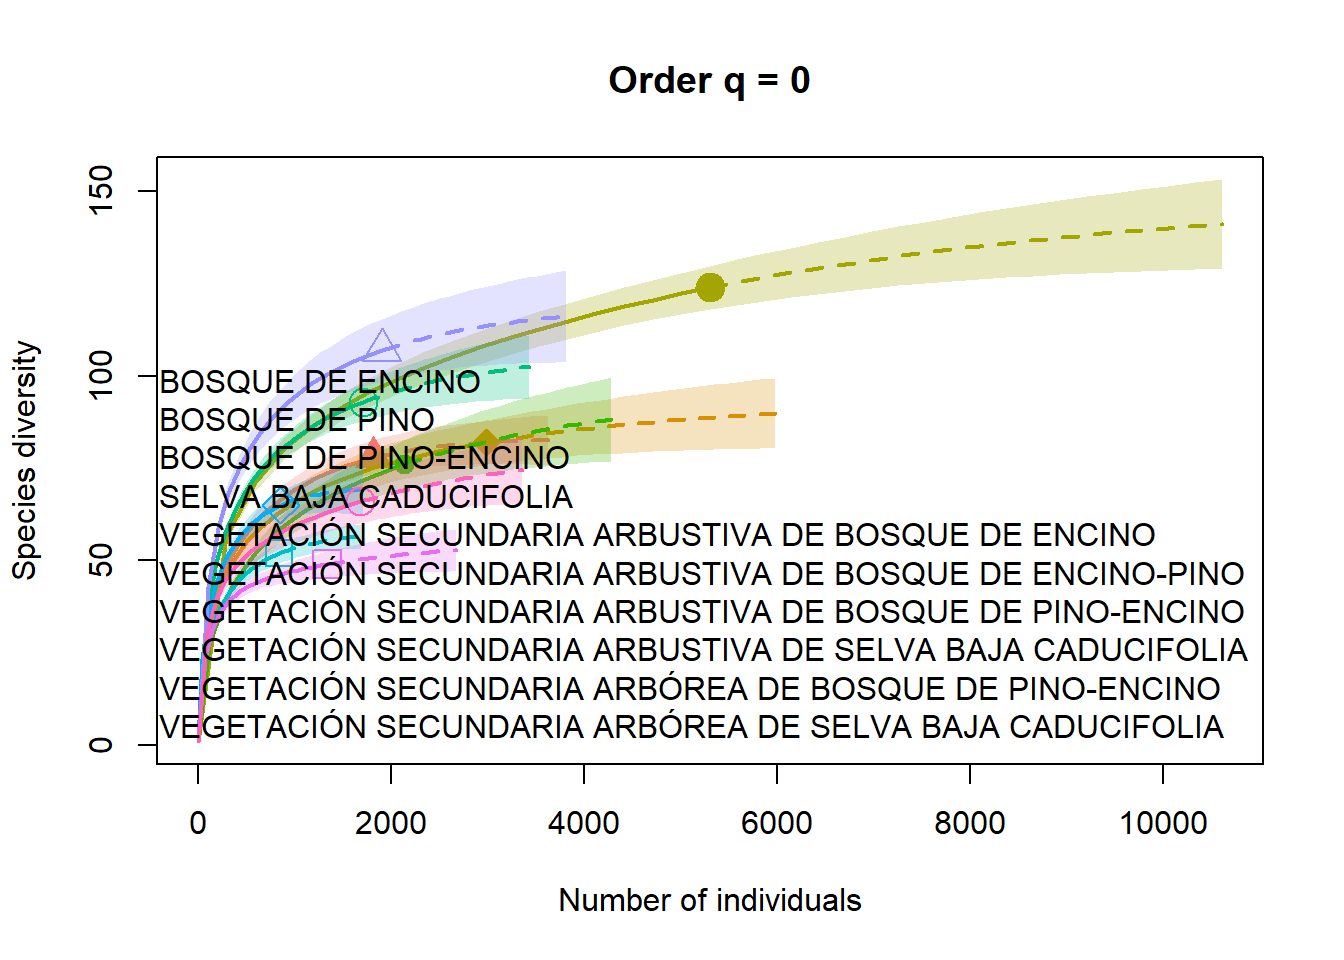 Order q = 0
Species diversity
150
100
50
0
BOSQUE DE ENCINO
BOSQUE DE PINO
BOSQUE DE PINO-ENCINO
SELVA BAJA CADUCIFOLIA
VEGETACIÓN SECUNDARIA ARBUSTIVA DE BOSQUE DE ENCINO
VEGETACIÓN SECUNDARIA ARBUSTIVA DE BOSQUE DE ENCINO-PINO
VEGETACIÓN SECUNDARIA ARBUSTIVA DE BOSQUE DE PINO-ENCINO
VEGETACIÓN SECUNDARIA ARBUSTIVA DE SELVA BAJA CADUCIFOLIA
VEGETACIÓN SECUNDARIA ARBÓREA DE BOSQUE DE PINO-ENCINO
VEGETACIÓN SECUNDARIA ARBÓREA DE SELVA BAJA CADUCIFOLIA
0 2000 4000 6000 8000 10000
Number of individuals